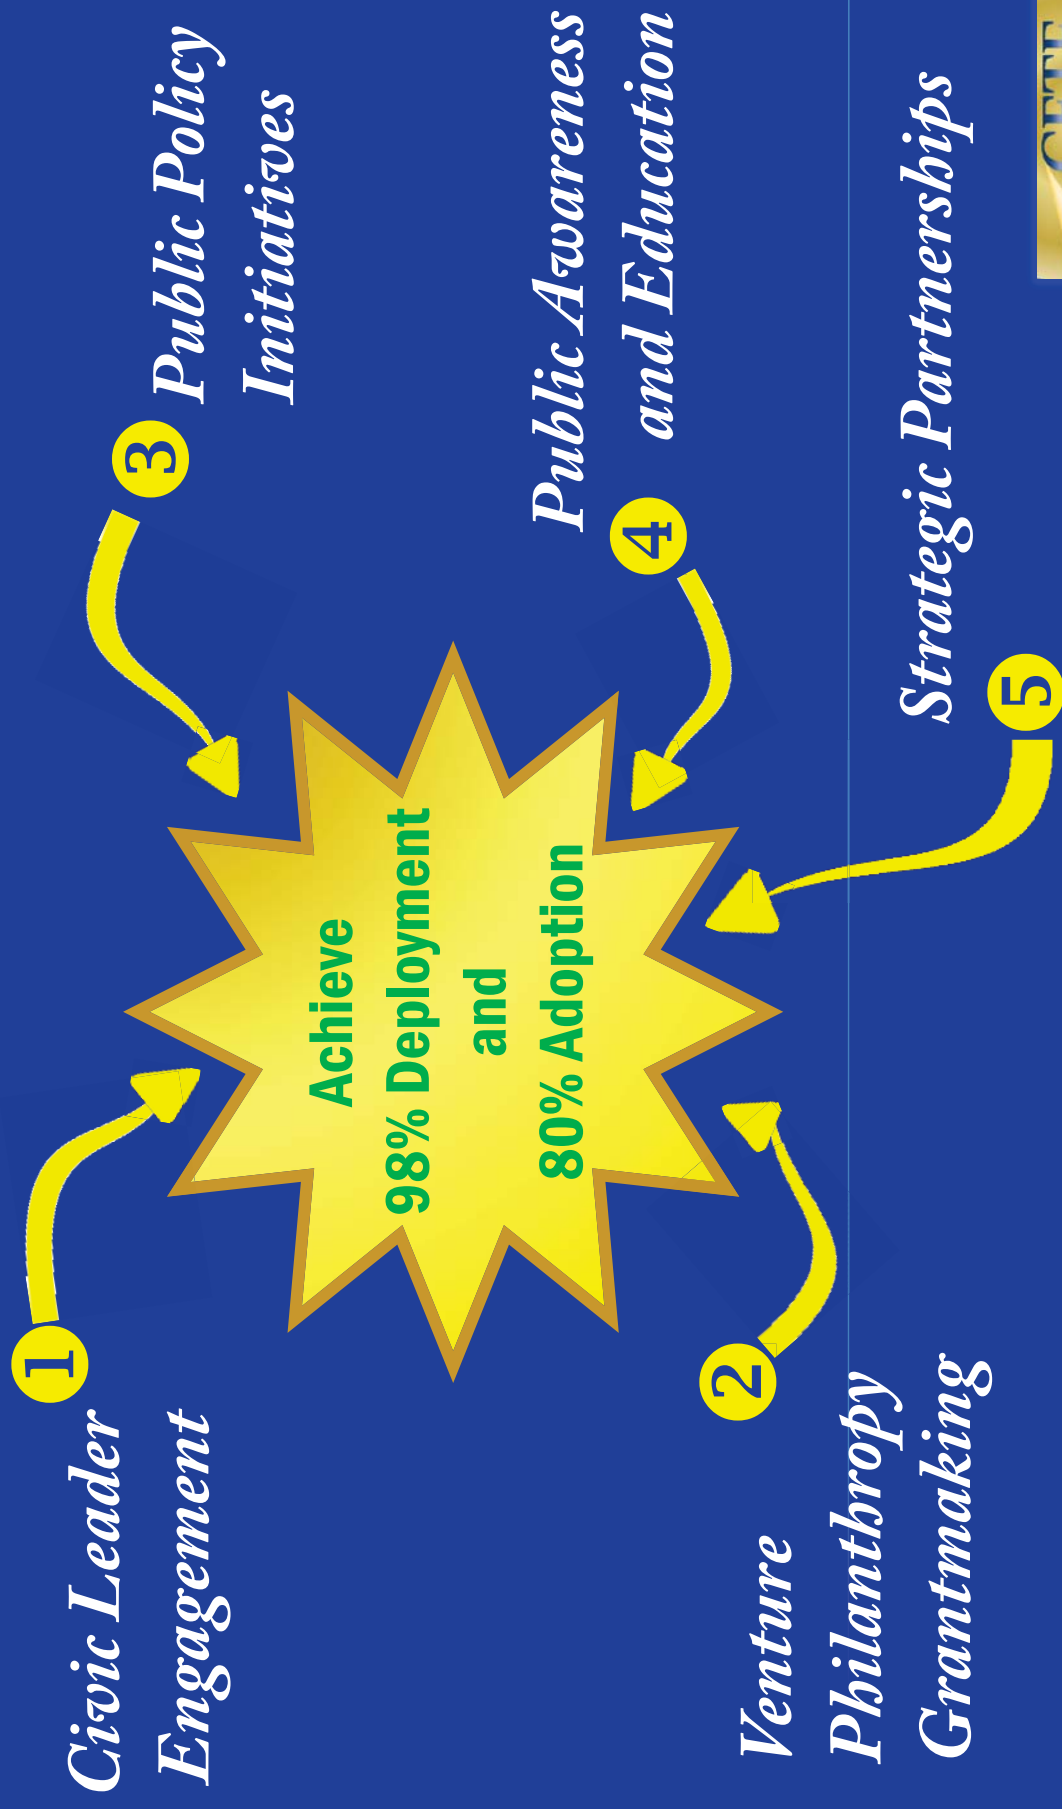 1
Civic Leader
Engagement
2
Venture
Philanthropy
Grantmaking
3
Public Policy
Initiatives
4
Public Awareness
and Education
5
Strategic Partnerships
Achieve
98% Deployment
and
80% Adoption